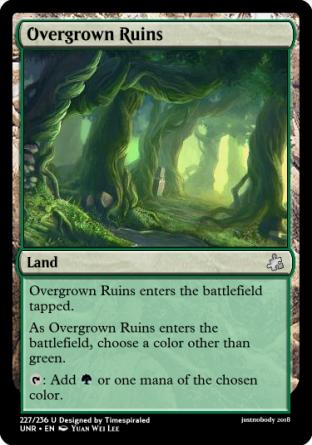 Overgrown Ruins
Land
Overgrown Ruins enters the battlefield
tapped.
As Overgrown Ruins enters the
battlefield, choose a color other than
green.
: Add or one mana of the chosen
color.
227/236 U Designed by Timespiraled
UNR • EN Yuan Wei Lee
justnobody 2018